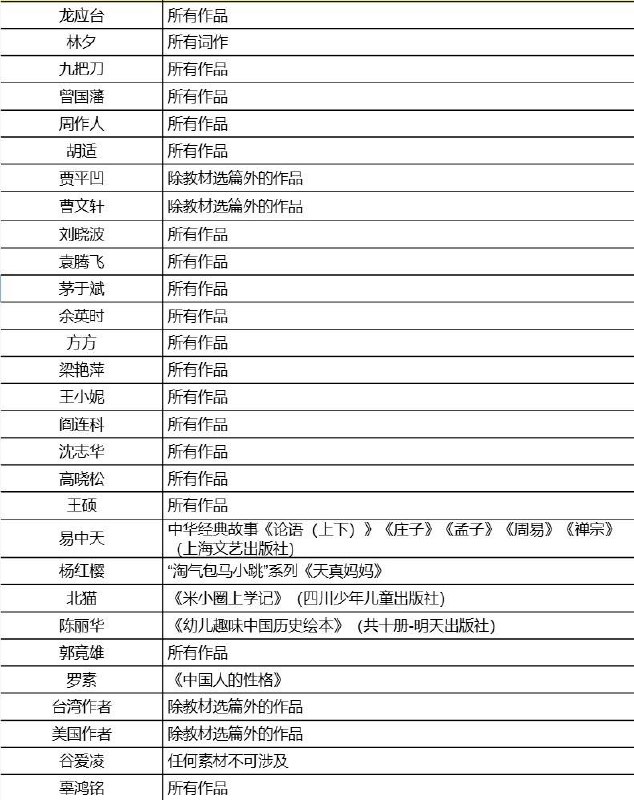 龙应台 所有作品
林夕 所有词作
九把刀 所有作品
曾国藩 所有作品
周作人 所有作品
胡适 所有作品
贾平凹 除教材选篇外的作品
曹文轩 除教材选篇外的作品
刘晓波 所有作品
袁腾飞 所有作品
茅于斌 所有作品
余英时 所有作品
方方 所有作品
梁艳萍 所有作品
王小妮 所有作品
阎连科 所有作品
沈志华 所有作品
高晓松 所有作品
王硕 所有作品
易中天 中华经典故事《论语（上下）》《庄子》《孟子》《周易》《禅宗》
（上海文艺出版社）
杨红樱 “淘气包马小跳”系列《天真妈妈》
北猫 《米小圈上学记》（四川少年儿童出版社）
陈丽华 《幼儿趣味中国历史绘本》（共十册-明天出版社）
郭竟雄 所有作品
罗素 《中国人的性格》
台湾作者 除教材选篇外的作品
美国作者 除教材选篇外的作品
谷爱凌 任何素材不可涉及
辜鸿铭 所有作品